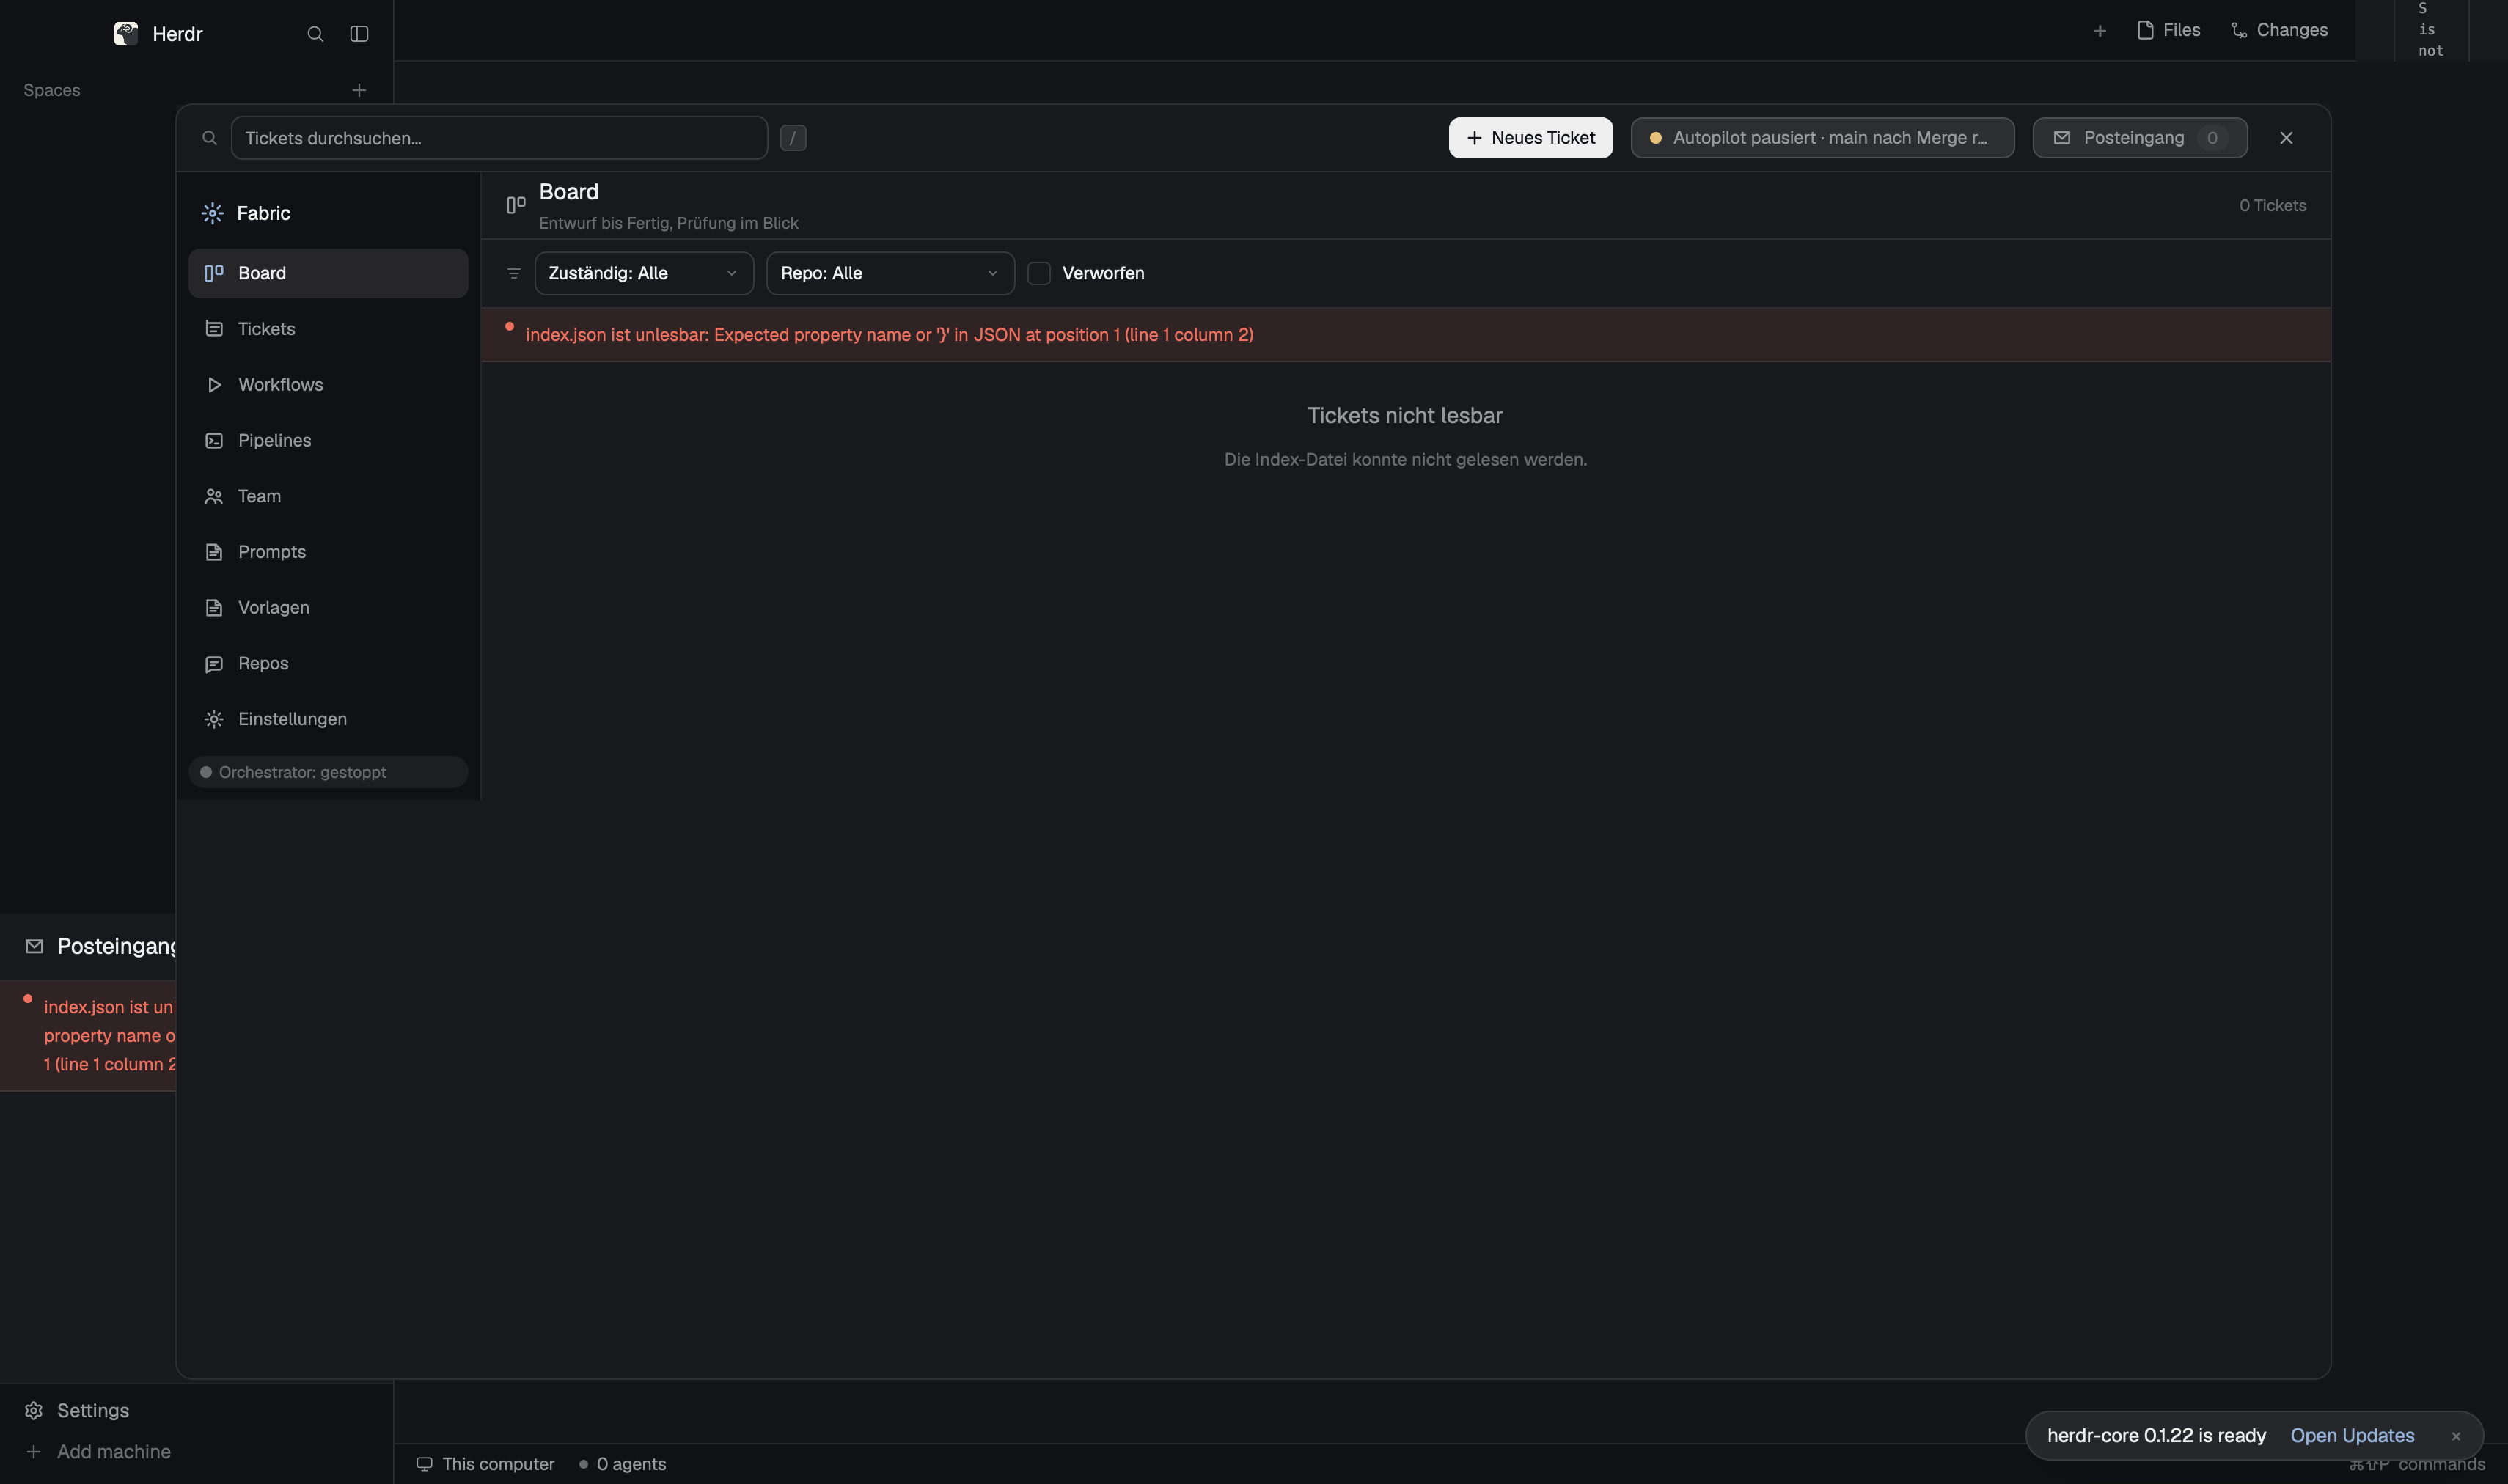 Herdr
Files
Changes
S
is
not
Spaces
Tickets durchsuchen...
/
Neues Ticket
Autopilot pausiert · main nach Merge r...
Posteingang 0
Fabric
Board
Entwurf bis Fertig, Prüfung im Blick
0 Tickets
Board
Tickets
Workflows
Pipelines
Team
Prompts
Vorlagen
Repos
Einstellungen
Orchestrator: gestoppt
Zuständig: Alle
Repo: Alle
Verworfen
index.json ist unlesbar: Expected property name or '}' in JSON at position 1 (line 1 column 2)
Tickets nicht lesbar
Die Index-Datei konnte nicht gelesen werden.
Posteingang
index.json ist unl
property name o
1 (line 1 column 2
Settings
Add machine
This computer
0 agents
herdr-core 0.1.22 is ready
Open Updates
⌘⇧P commands